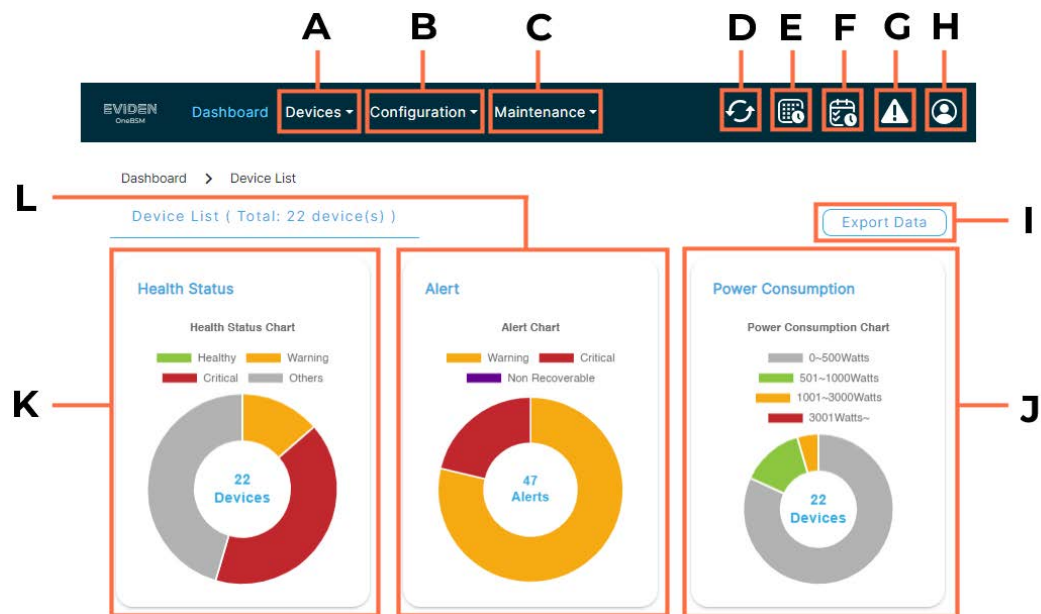 A B C D E F G H
EVIDEN
OneBSM
Dashboard Devices Configuration Maintenance
Dashboard > Device List
L
Device List ( Total: 22 device(s) )
Export Data
I
Health Status
Health Status Chart
Healthy Warning
Critical Others
22
Devices
K
Alert
Alert Chart
Warning Critical
Non Recoverable
47
Alerts
Power Consumption
Power Consumption Chart
0~500Watts
501~1000Watts
1001~3000Watts
3001Watts~
22
Devices
J